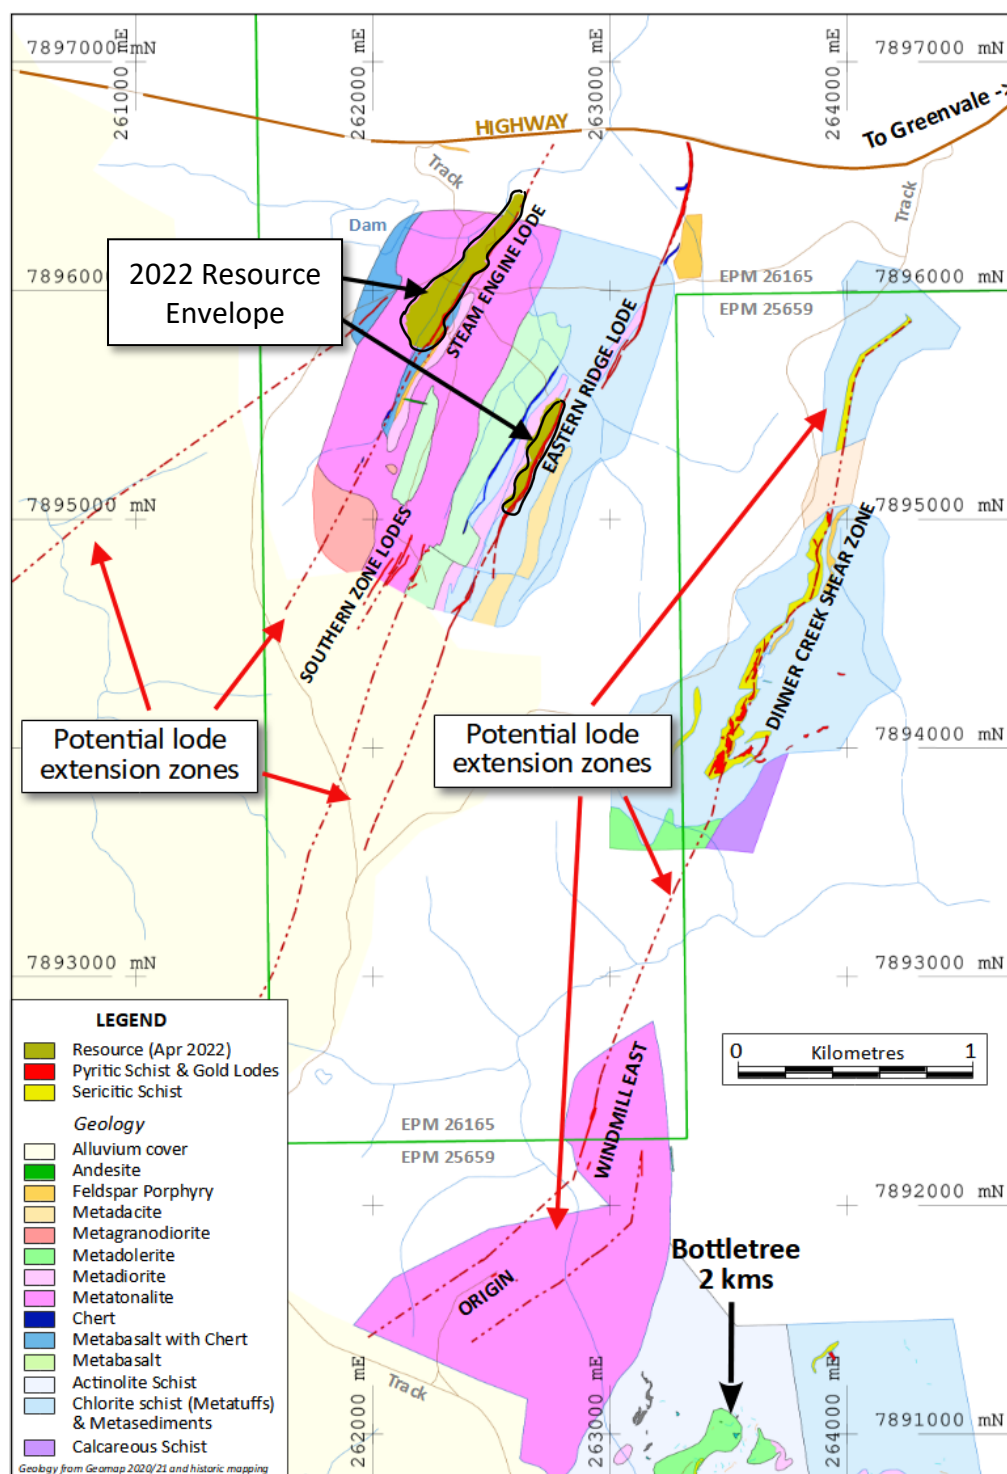 7897000 mN
261000 mE
262000 mE
263000 mE
264000 mE
7897000 mN
HIGHWAY
To Greenvale ->
Track
Track
Dam
2022 Resource
Envelope
STEAM ENGINE LODE
7896000 mN
EPM 26165
7896000 mN
EPM 25659
EASTERN RIDGE LODE
7895000 mN
7895000 mN
SOUTHERN ZONE LODES
DINNER CREEK SHEAR ZONE
Potential lode
extension zones
Potential lode
extension zones
7894000 mN
7893000 mN
7893000 mN
LEGEND
Resource (Apr 2022)
Pyritic Schist & Gold Lodes
Sericitic Schist
Geology
Alluvium cover
Andesite
Feldspar Porphyry
Metadacite
Metagranodiorite
Metadolerite
Metadiorite
Metatonalite
Chert
Metabasalt with Chert
Metabasalt
Actinolite Schist
Chlorite schist (Metatuffs)
& Metasediments
Calcareous Schist
Geology from Geomap 2020/21 and historic mapping
0 Kilometres 1
WINDMILL EAST
EPM 26165
EPM 25659
7892000 mN
ORIGIN
Bottletree
2 kms
Track
262000 mE
263000 mE
264000 mE
7891000 mN